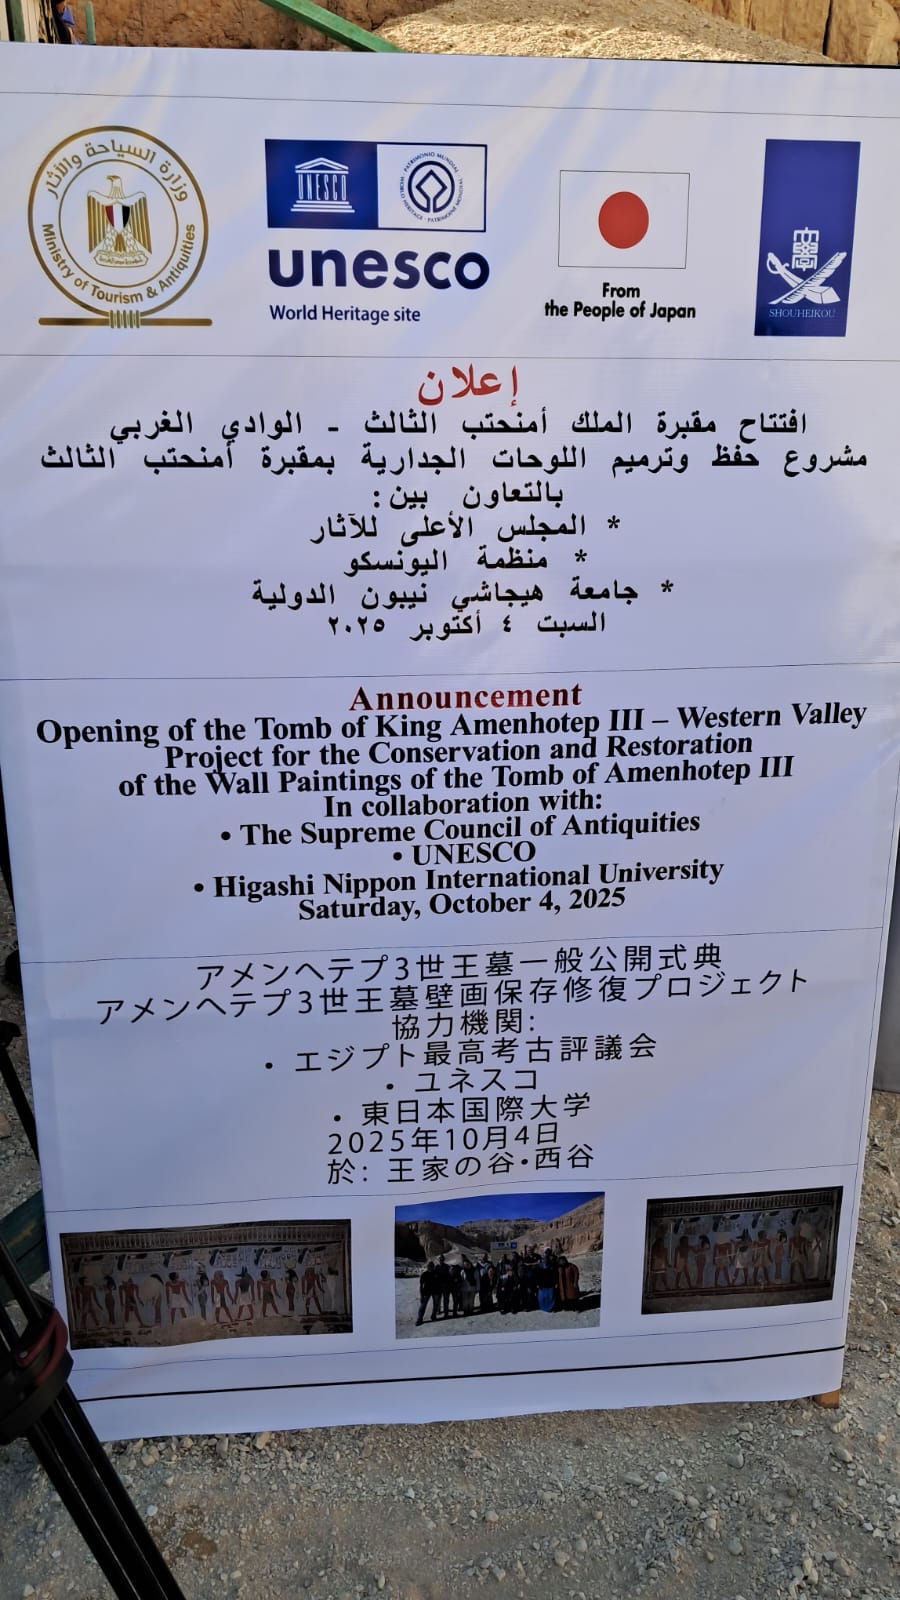 وزارة السياحة والآثار
Ministry of Tourism & Antiquities
UNESCO
PATRIMONIO MUNDIAL
WORLD HERITAGE
PATRIMOINE MONDIAL
unesco
World Heritage site
From
the People of Japan
SHOUHEIKOU
إعلان
افتتاح مقبرة الملك أمنحتب الثالث - الوادي الغربي
مشروع حفظ وترميم اللوحات الجدارية بمقبرة أمنحتب الثالث
بالتعاون بين:
* المجلس الأعلى للآثار
* منظمة اليونسكو
* جامعة هيجاشي نيبون الدولية
السبت ٤ أكتوبر ٢٠٢٥
Announcement
Opening of the Tomb of King Amenhotep III – Western Valley
Project for the Conservation and Restoration
of the Wall Paintings of the Tomb of Amenhotep III
In collaboration with:
• The Supreme Council of Antiquities
• UNESCO
• Higashi Nippon International University
Saturday, October 4, 2025
アメンヘテプ3世王墓一般公開式典
アメンヘテプ3世王墓壁画保存修復プロジェクト
協力機関:
• エジプト最高考古評議会
• ユネスコ
• 東日本国際大学
2025年10月4日
於: 王家の谷・西谷